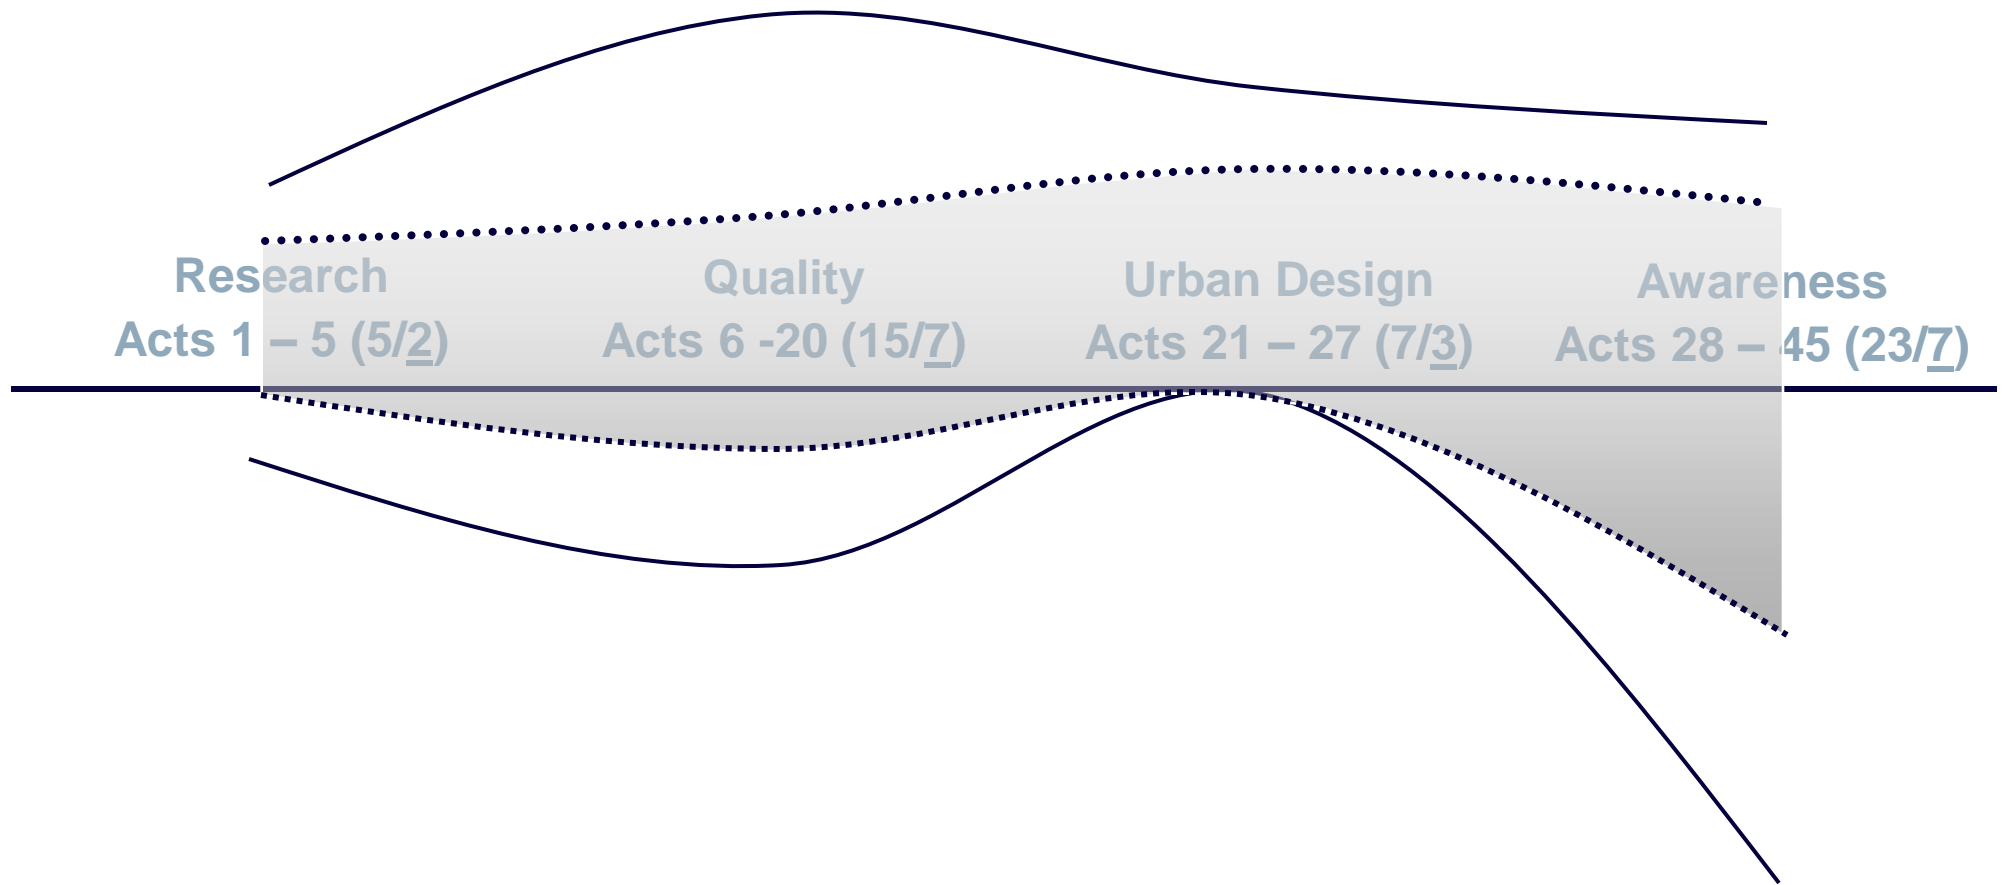 Research
Acts 1 – 5 (5/2)
Quality
Acts 6 -20 (15/7)
Urban Design
Acts 21 – 27 (7/3)
Awareness
Acts 28 – 45 (23/7)